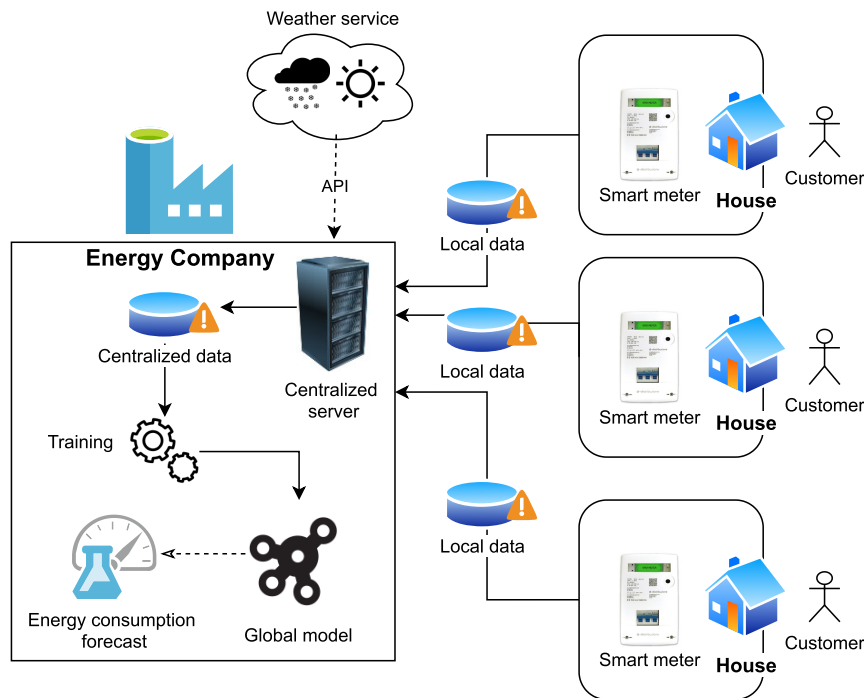 Weather service
API
Energy Company
Centralized data
Centralized
server
Training
Energy consumption
forecast
Global model
Local data
Smart meter
House
Customer
Local data
Smart meter
House
Customer
Local data
Smart meter
House
Customer